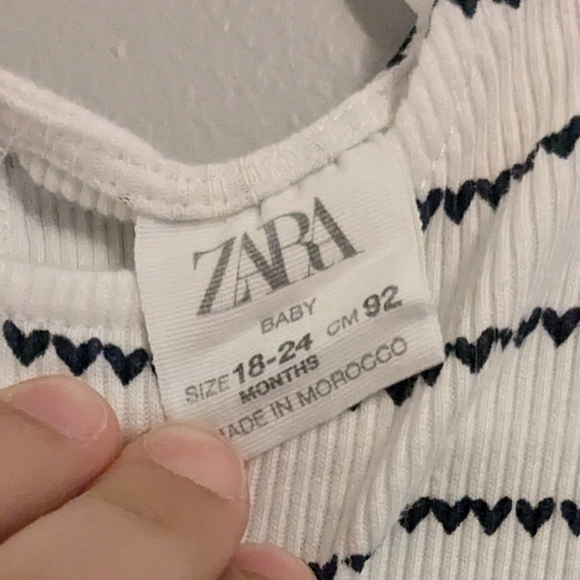 ZARA
BABY
SIZE 18-24 CM 92
MONTHS
MADE IN MOROCCO